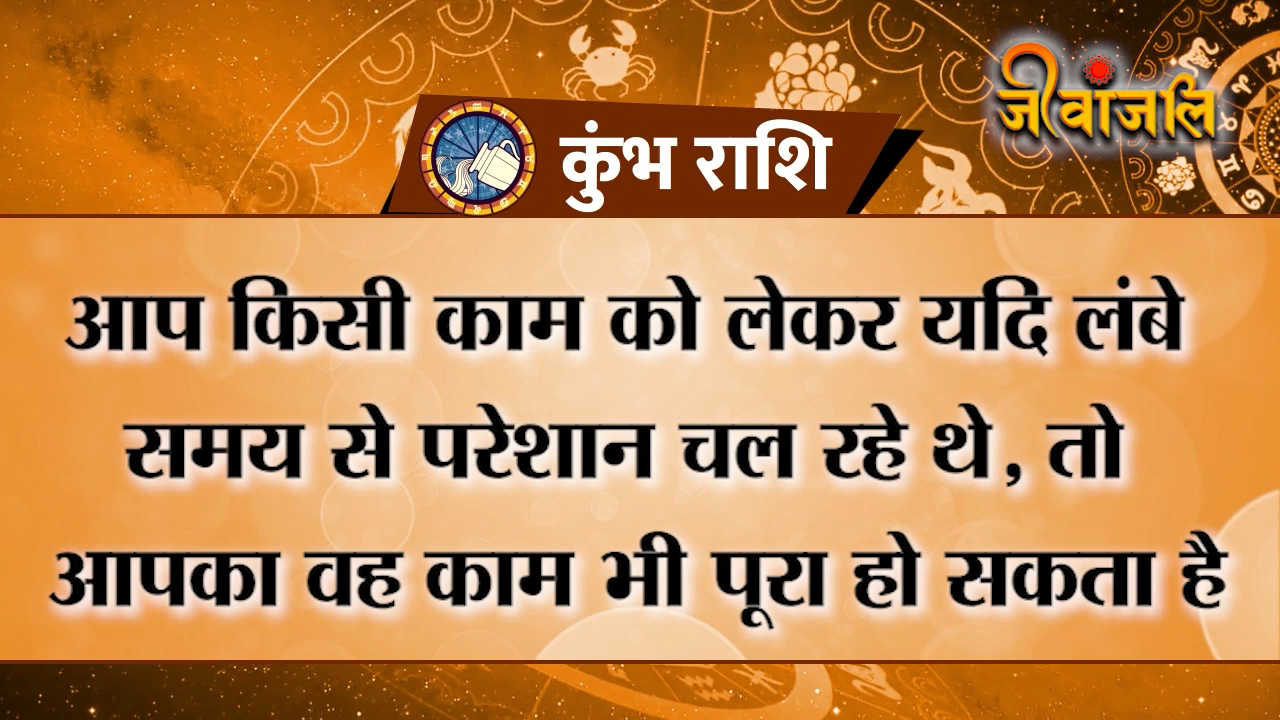 जीवांजलि
कुंभ राशि
आप किसी काम को लेकर यदि लंबे
समय से परेशान चल रहे थे, तो
आपका वह काम भी पूरा हो सकता है